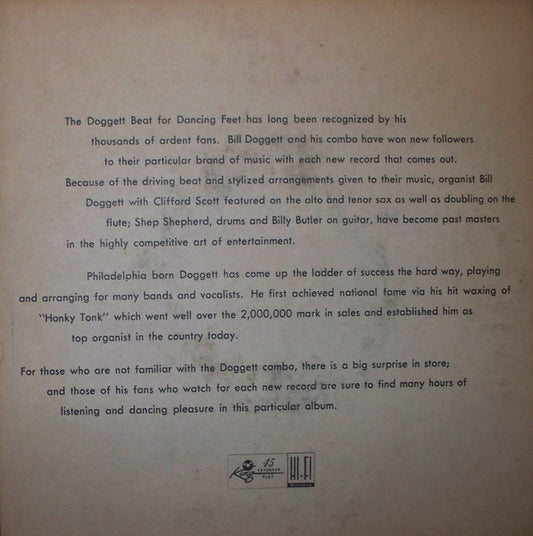 The Doggett Beat for Dancing Feet has long been recognized by his
thousands of ardent fans. Bill Doggett and his combo have won new followers
to their particular brand of music with each new record that comes out.
Because of the driving beat and stylized arrangements given to their music, organist Bill
Doggett with Clifford Scott featured on the alto and tenor sax as well as doubling on the
flute; Shep Shepherd, drums and Billy Butler on guitar, have become past masters
in the highly competitive art of entertainment.
Philadelphia born Doggett has come up the ladder of success the hard way, playing
and arranging for many bands and vocalists. He first achieved national fame via his hit waxing of
"Honky Tonk" which went well over the 2,000,000 mark in sales and established him as
top organist in the country today.
For those who are not familiar with the Doggett combo, there is a big surprise in store;
and those of his fans who watch for each new record are sure to find many hours of
listening and dancing pleasure in this particular album.
King 45 EXTENDED PLAY HI-FI